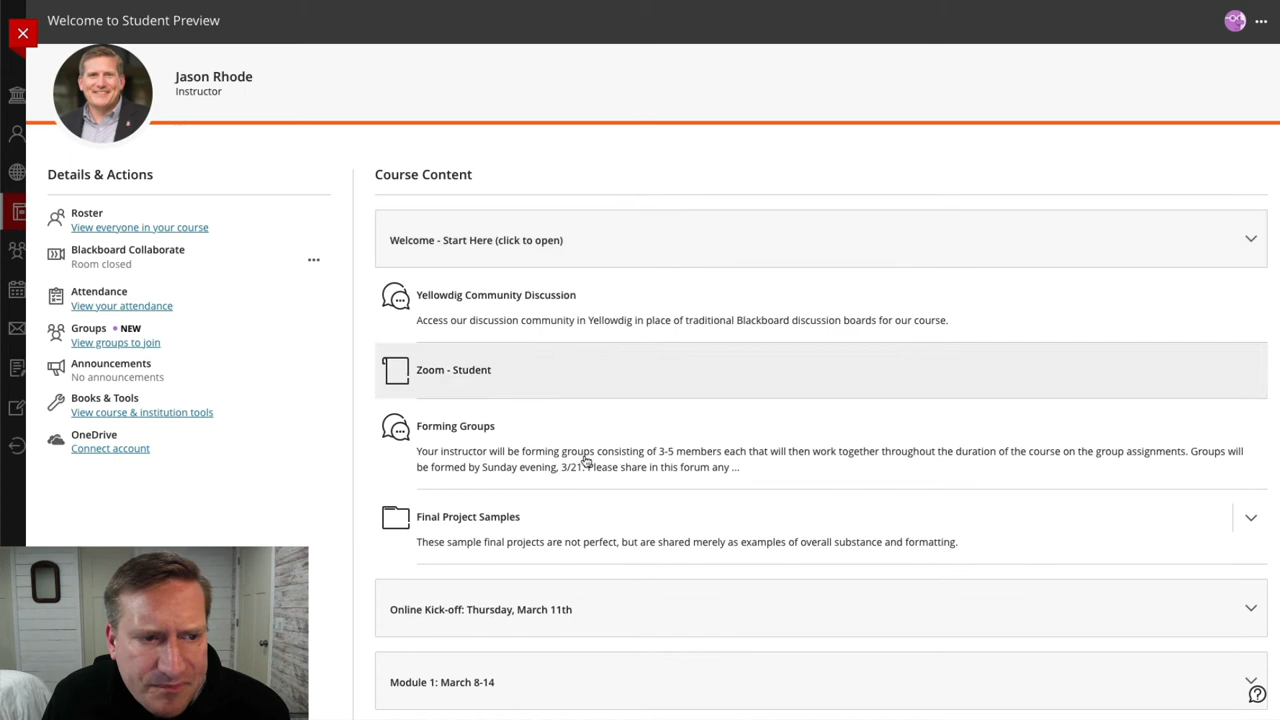 Welcome to Student Preview
Jason Rhode
Instructor
Details & Actions
Roster
View everyone in your course
Blackboard Collaborate
Room closed
Attendance
View your attendance
Groups • NEW
View groups to join
Announcements
No announcements
Books & Tools
View course & institution tools
OneDrive
Connect account
Course Content
Welcome - Start Here (click to open)
Yellowdig Community Discussion
Access our discussion community in Yellowdig in place of traditional Blackboard discussion boards for our course.
Zoom - Student
Forming Groups
Your instructor will be forming groups consisting of 3-5 members each that will then work together throughout the duration of the course on the group assignments. Groups will
be formed by Sunday evening, 3/21. Please share in this forum any ...
Final Project Samples
These sample final projects are not perfect, but are shared merely as examples of overall substance and formatting.
Online Kick-off: Thursday, March 11th
Module 1: March 8-14